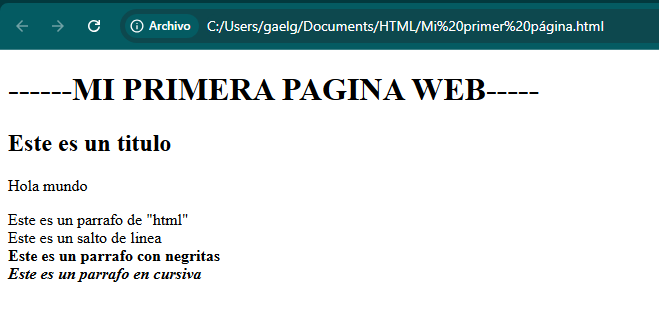 Archivo C:/Users/gaelg/Documents/HTML/Mi%20primer%20página.html
------MI PRIMERA PAGINA WEB-----
Este es un titulo
Hola mundo
Este es un parrafo de "html"
Este es un salto de linea
Este es un parrafo con negritas
Este es un parrafo en cursiva